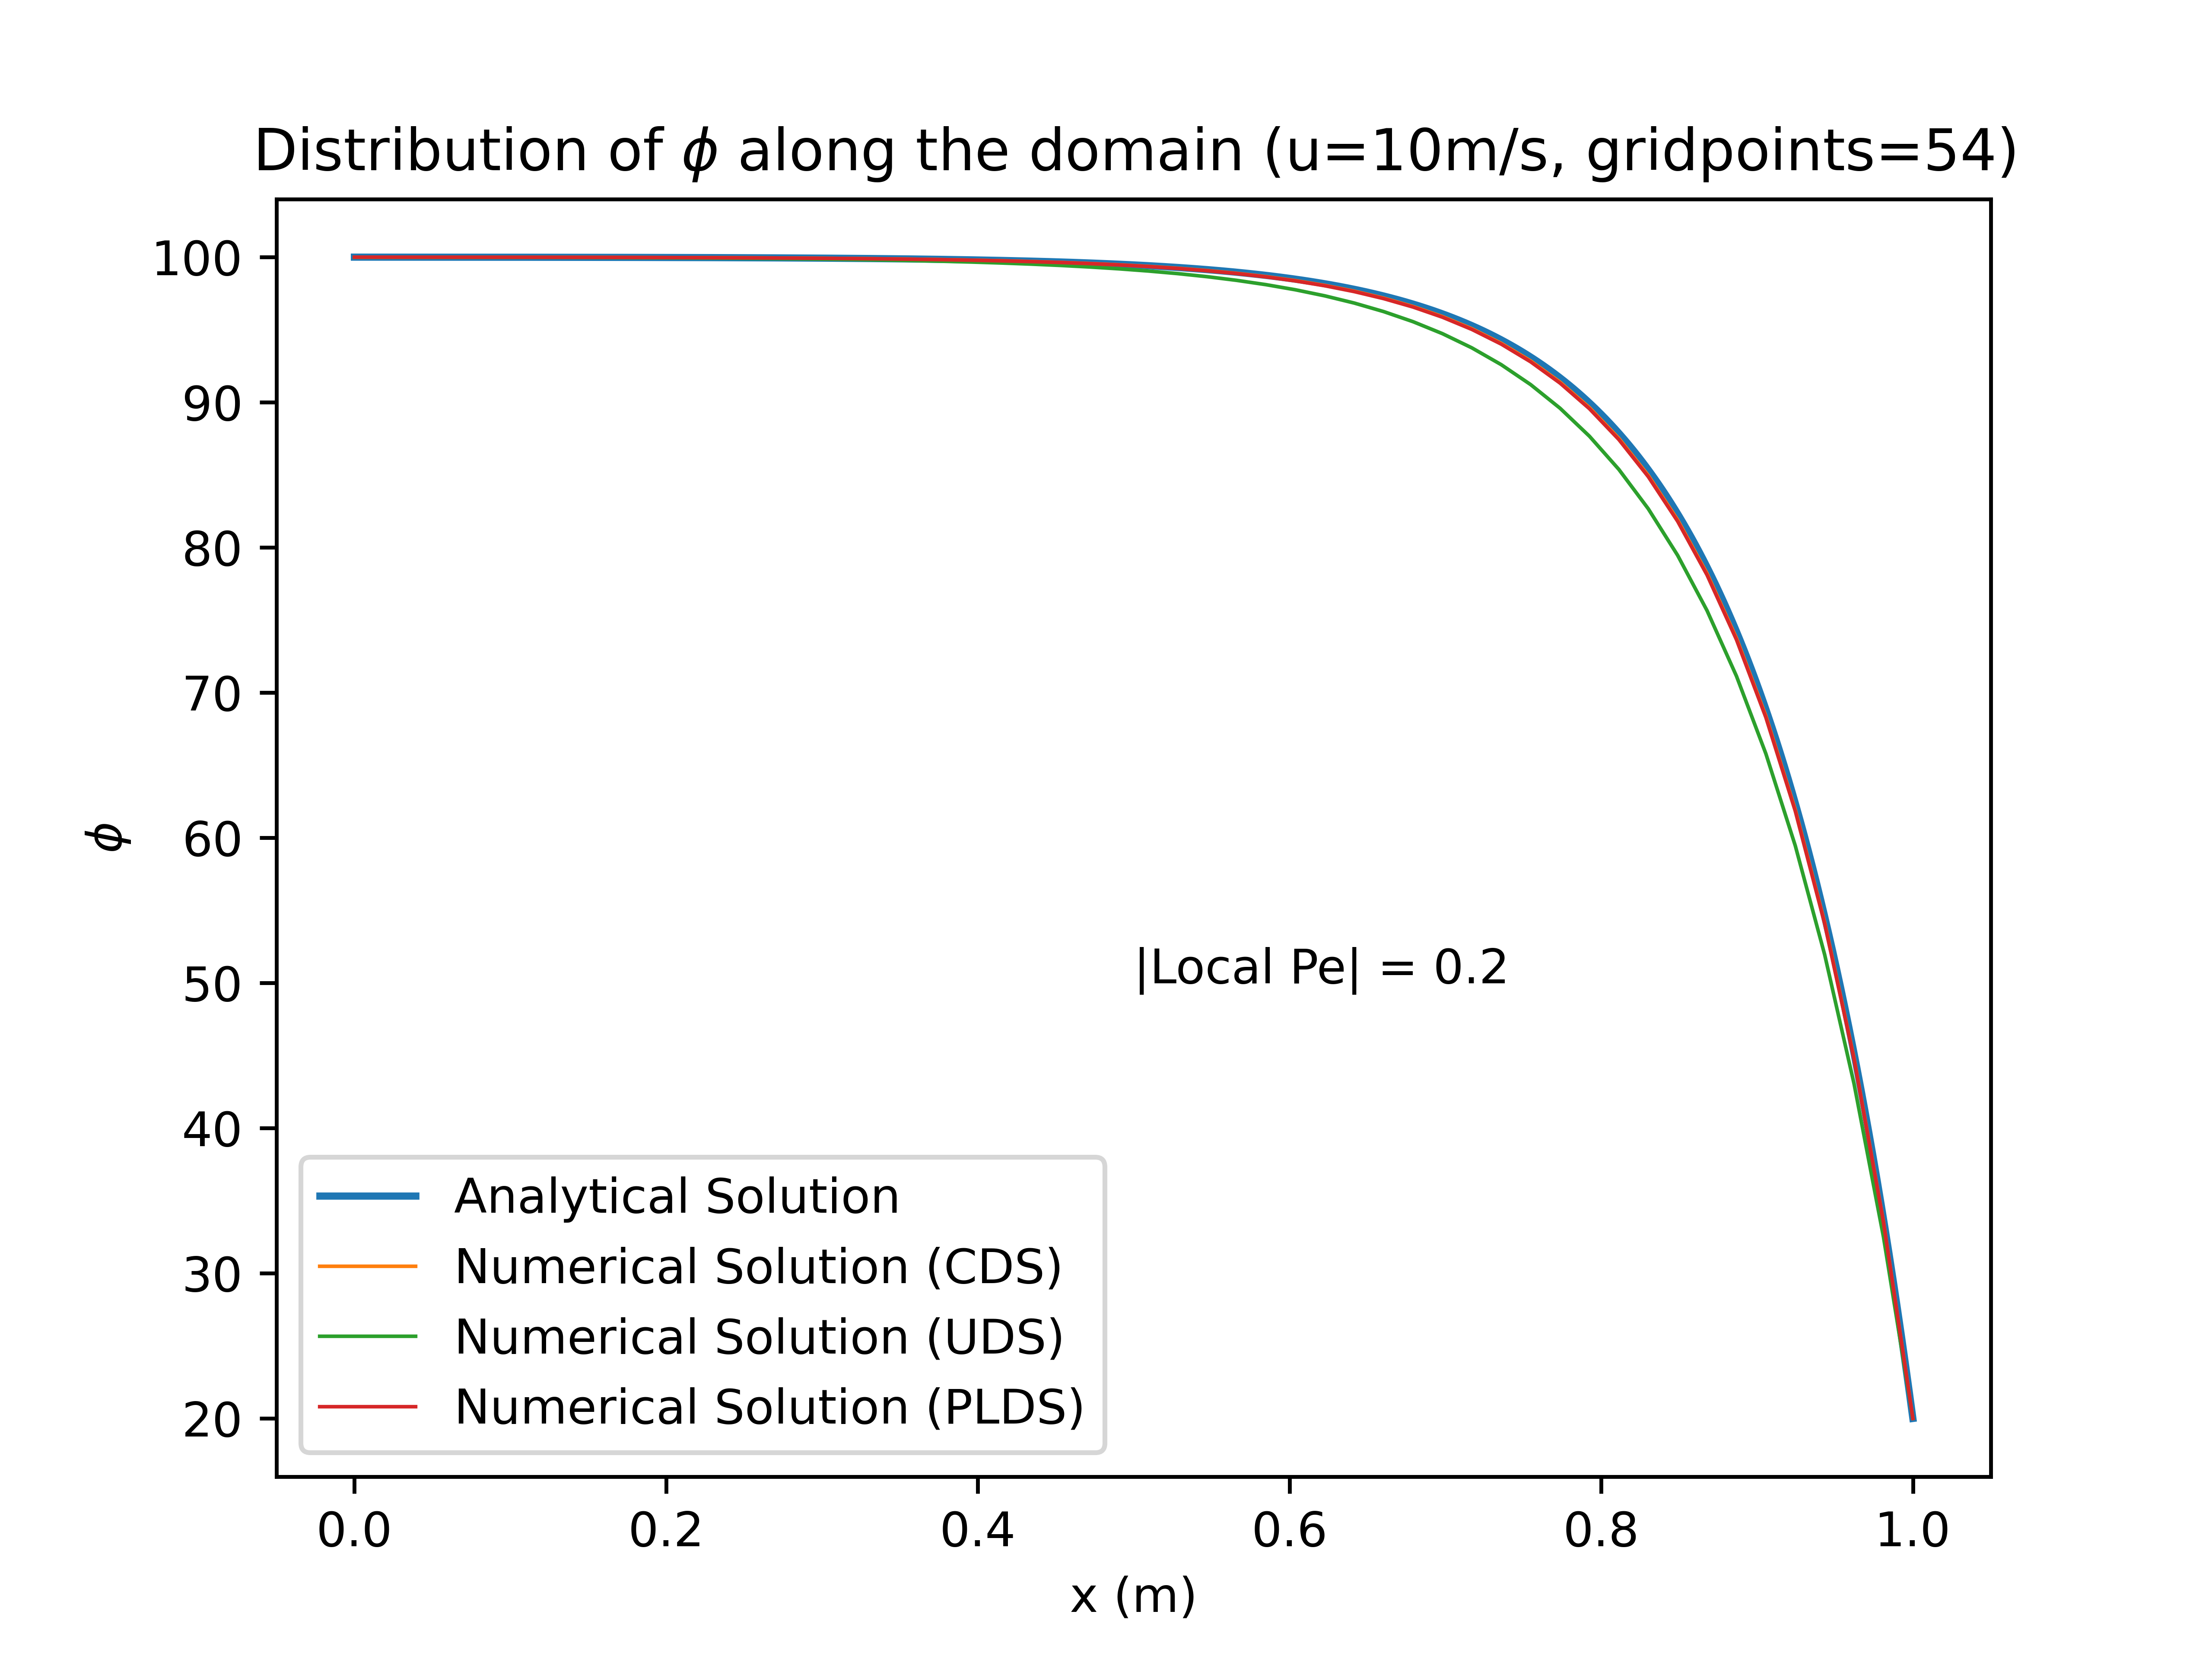 Distribution of ϕ along the domain (u=10m/s, gridpoints=54)
100
90
80
70
60
50
40
30
20
ϕ
|Local Pe| = 0.2
Analytical Solution
Numerical Solution (CDS)
Numerical Solution (UDS)
Numerical Solution (PLDS)
0.0 0.2 0.4 0.6 0.8 1.0
x (m)